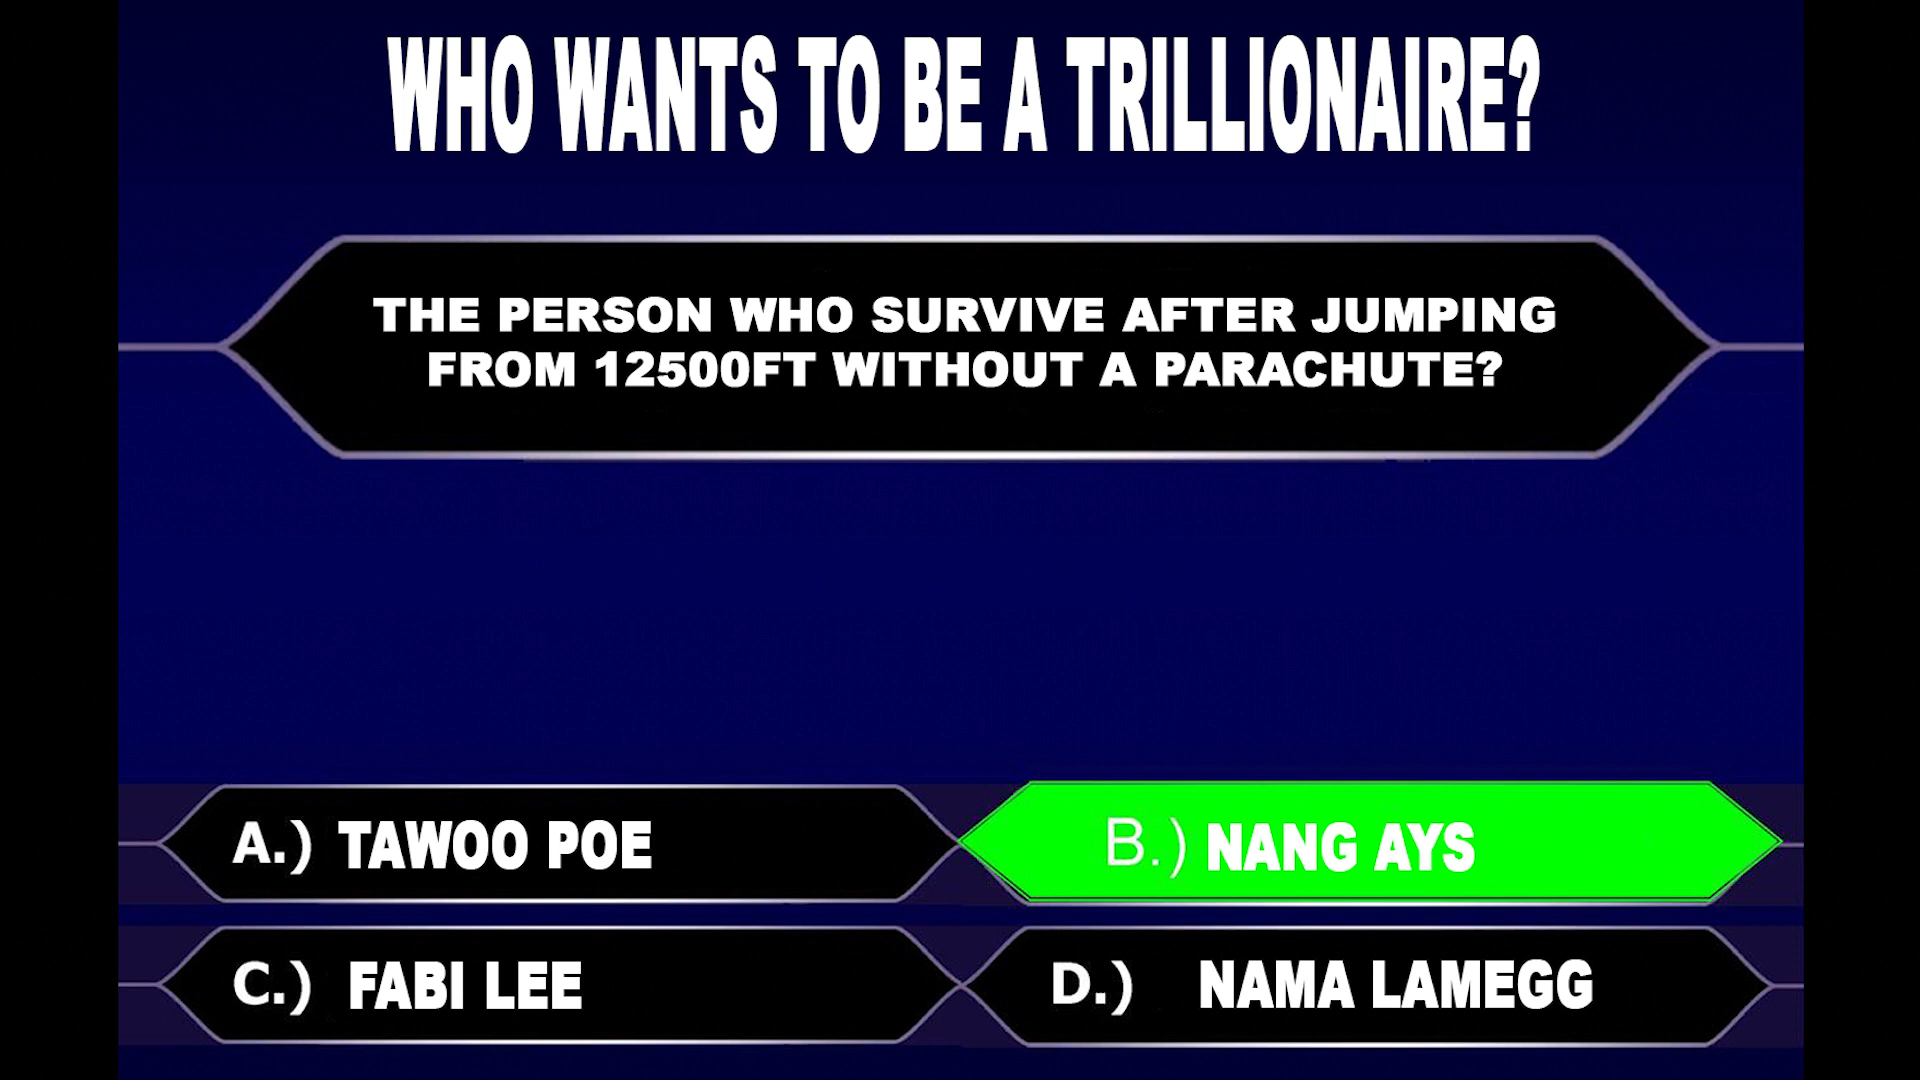 WHO WANTS TO BE A TRILLIONAIRE?
THE PERSON WHO SURVIVE AFTER JUMPING
FROM 12500FT WITHOUT A PARACHUTE?
A.) TAWOO POE
B.) NANG AYS
C.) FABI LEE
D.) NAMA LAMEGG